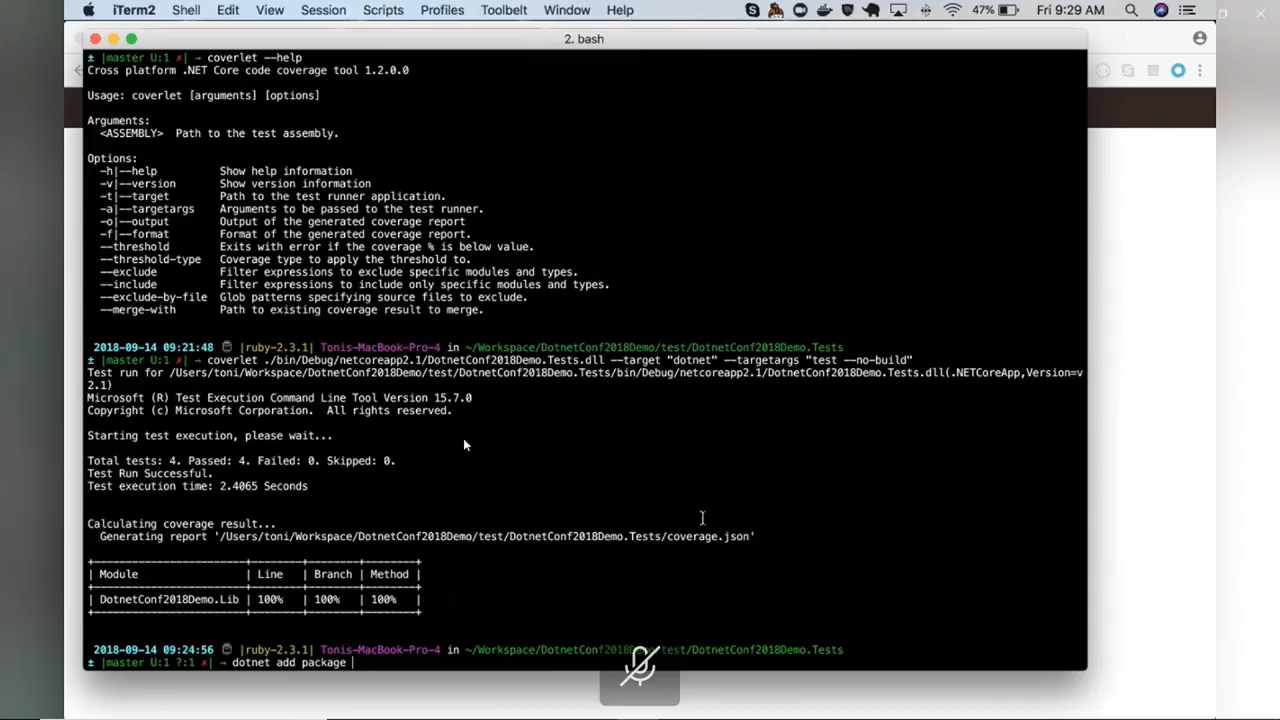 iTerm2 Shell Edit View Session Scripts Profiles Toolbelt Window Help 47% Fri 9:29 AM
2. bash
± |master U:1 ✗| → coverlet --help
Cross platform .NET Core code coverage tool 1.2.0.0
Usage: coverlet [arguments] [options]
Arguments:
<ASSEMBLY> Path to the test assembly.
Options:
-h|--help Show help information
-v|--version Show version information
-t|--target Path to the test runner application.
-a|--targetargs Arguments to be passed to the test runner.
-o|--output Output of the generated coverage report
-f|--format Format of the generated coverage report.
--threshold Exits with error if the coverage % is below value.
--threshold-type Coverage type to apply the threshold to.
--exclude Filter expressions to exclude specific modules and types.
--include Filter expressions to include only specific modules and types.
--exclude-by-file Glob patterns specifying source files to exclude.
--merge-with Path to existing coverage result to merge.
2018-09-14 09:21:48 |ruby-2.3.1| Tonis-MacBook-Pro-4 in ~/Workspace/DotnetConf2018Demo/test/DotnetConf2018Demo.Tests
± |master U:1 ✗| → coverlet ./bin/Debug/netcoreapp2.1/DotnetConf2018Demo.Tests.dll --target "dotnet" --targetargs "test --no-build"
Test run for /Users/toni/Workspace/DotnetConf2018Demo/test/DotnetConf2018Demo.Tests/bin/Debug/netcoreapp2.1/DotnetConf2018Demo.Tests.dll(.NETCoreApp,Version=v
2.1)
Microsoft (R) Test Execution Command Line Tool Version 15.7.0
Copyright (c) Microsoft Corporation. All rights reserved.
Starting test execution, please wait...
Total tests: 4. Passed: 4. Failed: 0. Skipped: 0.
Test Run Successful.
Test execution time: 2.4065 Seconds
Calculating coverage result...
Generating report '/Users/toni/Workspace/DotnetConf2018Demo/test/DotnetConf2018Demo.Tests/coverage.json'
| Module | Line | Branch | Method |
| DotnetConf2018Demo.Lib | 100% | 100% | 100% |
2018-09-14 09:24:56 |ruby-2.3.1| Tonis-MacBook-Pro-4 in ~/Workspace/DotnetConf2018Demo/test/DotnetConf2018Demo.Tests
± |master U:1 ?:1 ✗| → dotnet add package